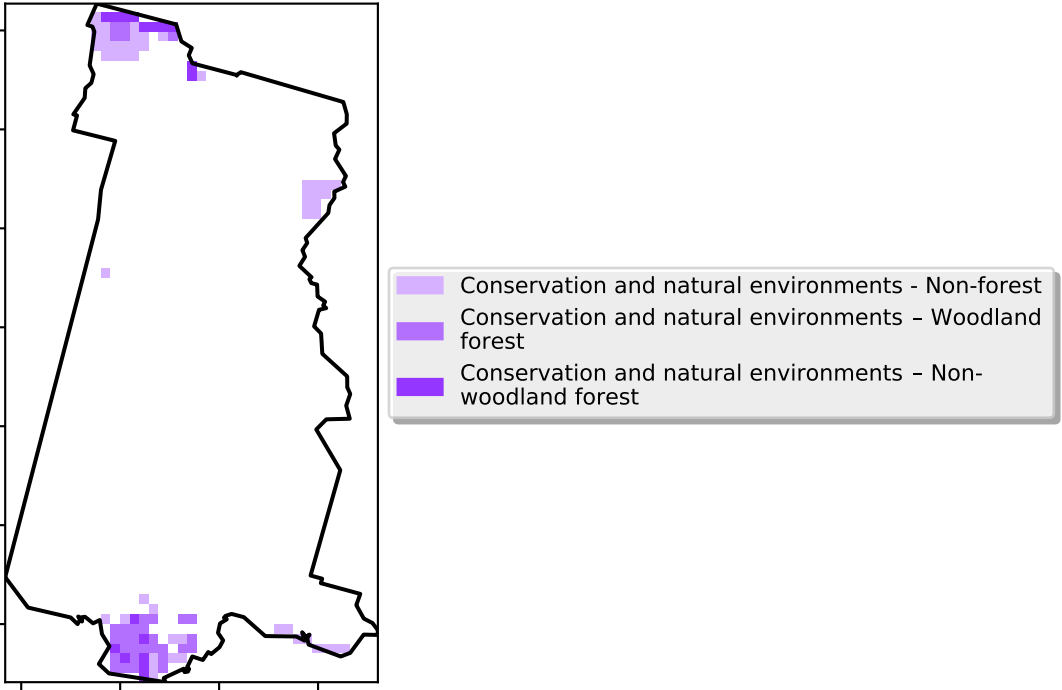 Conservation and natural environments - Non-forest
Conservation and natural environments – Woodland
forest
Conservation and natural environments – Non-
woodland forest